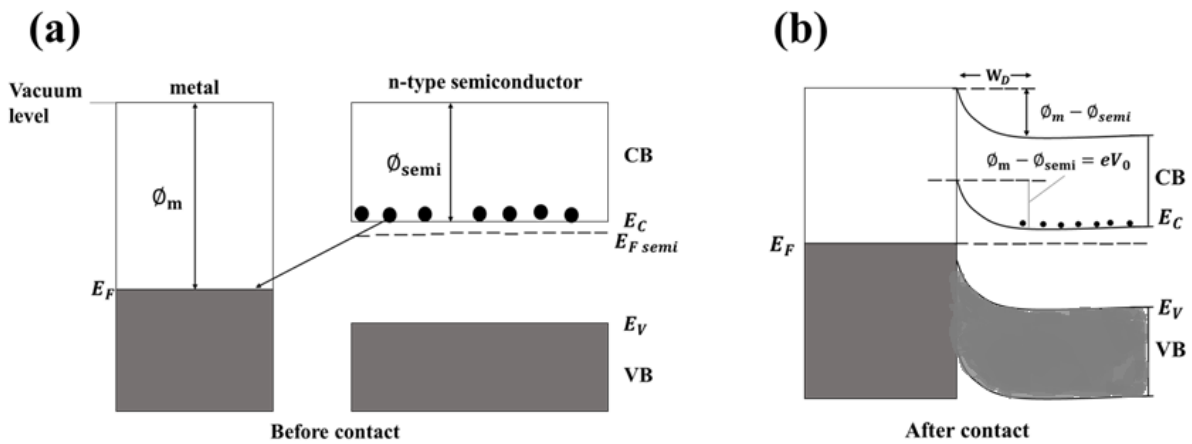 (a)
metal
n-type semiconductor
Vacuum
level
∅m
∅semi
CB
EC
EF semi
EF
EV
VB
Before contact
(b)
WD
∅m − ∅semi
∅m − ∅semi = eV0
CB
EC
EF
EV
VB
After contact